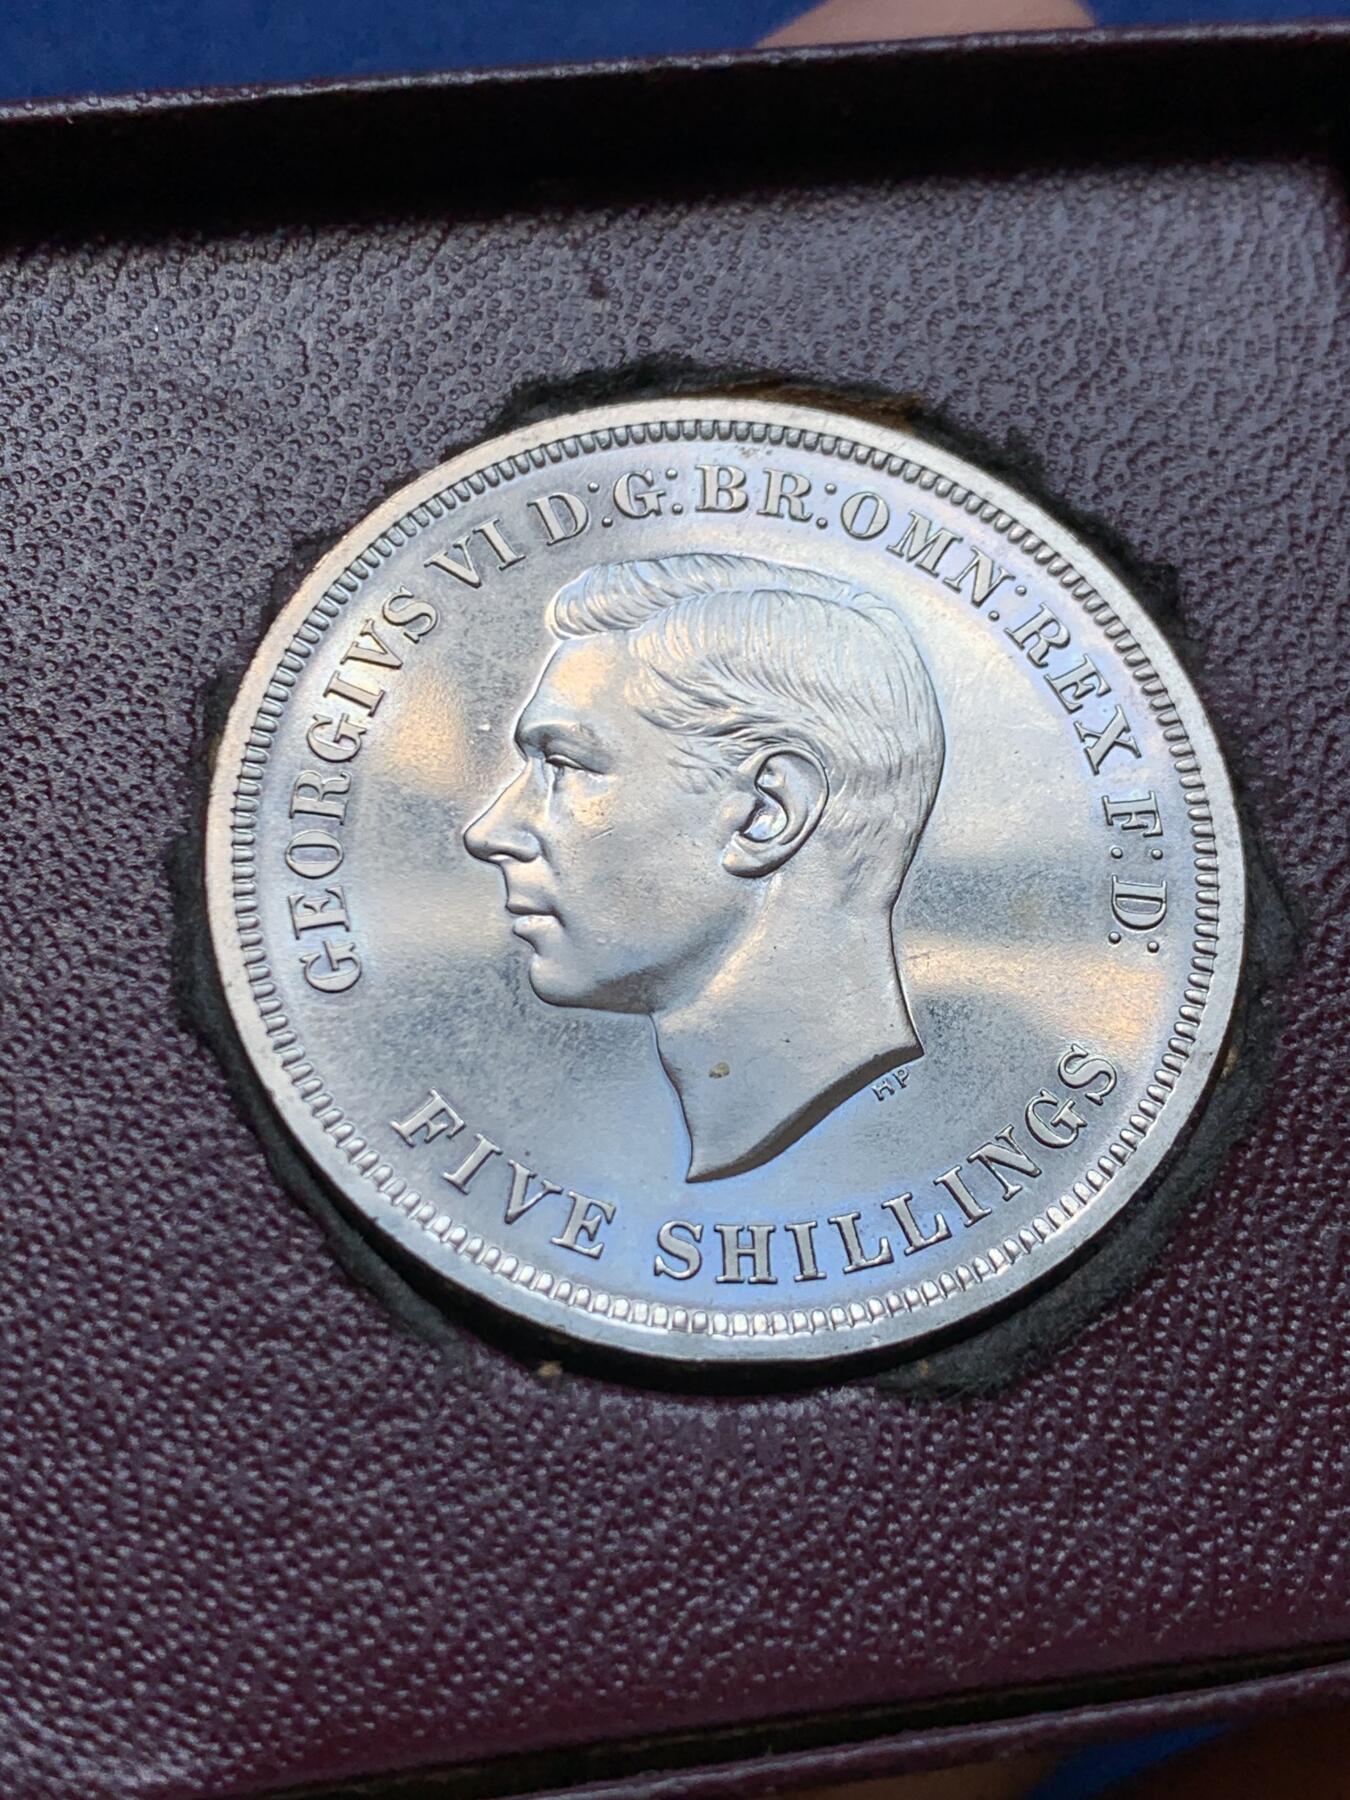 GEORGIVS VI D:G:BR:OMN:REX F:D:
HP
FIVE SHILLINGS